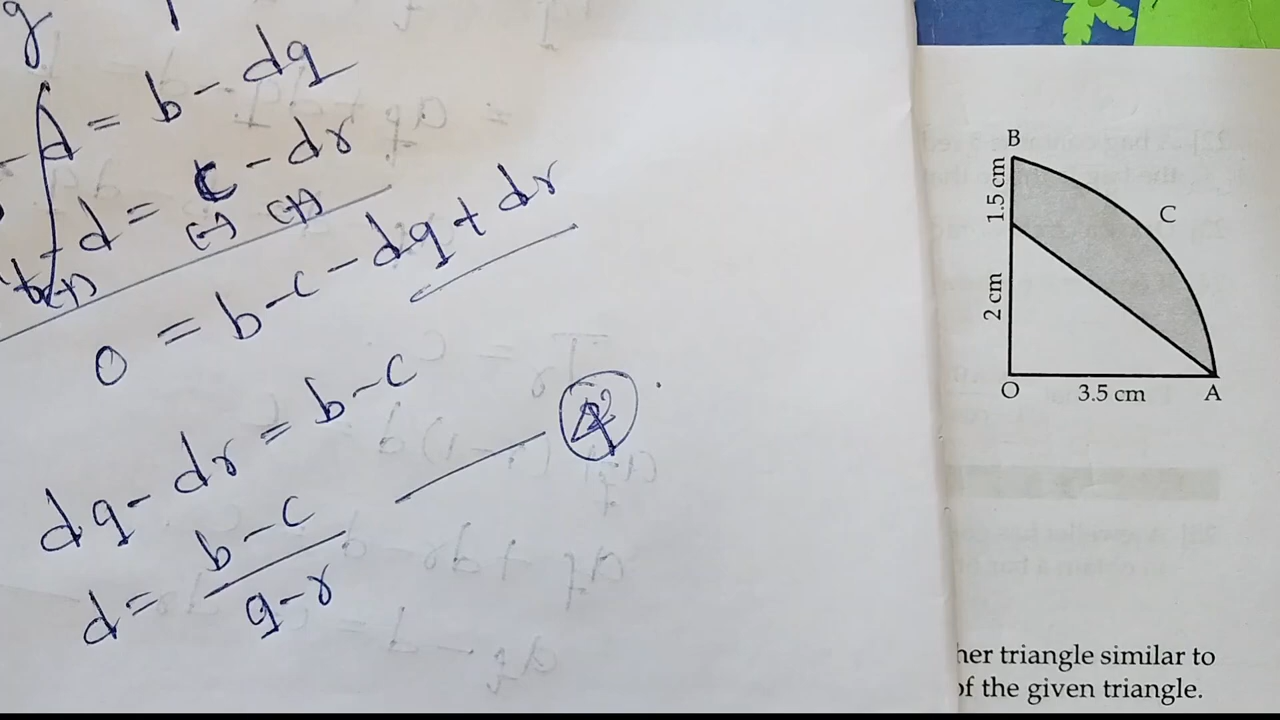 - d = b - dq
- d = c - dr
(-) (+)
0 = b - c - dq + dr
dq - dr = b - c
d = b - c
q - r
B
1.5 cm
C
2 cm
O
3.5 cm
A
her triangle similar to
of the given triangle.